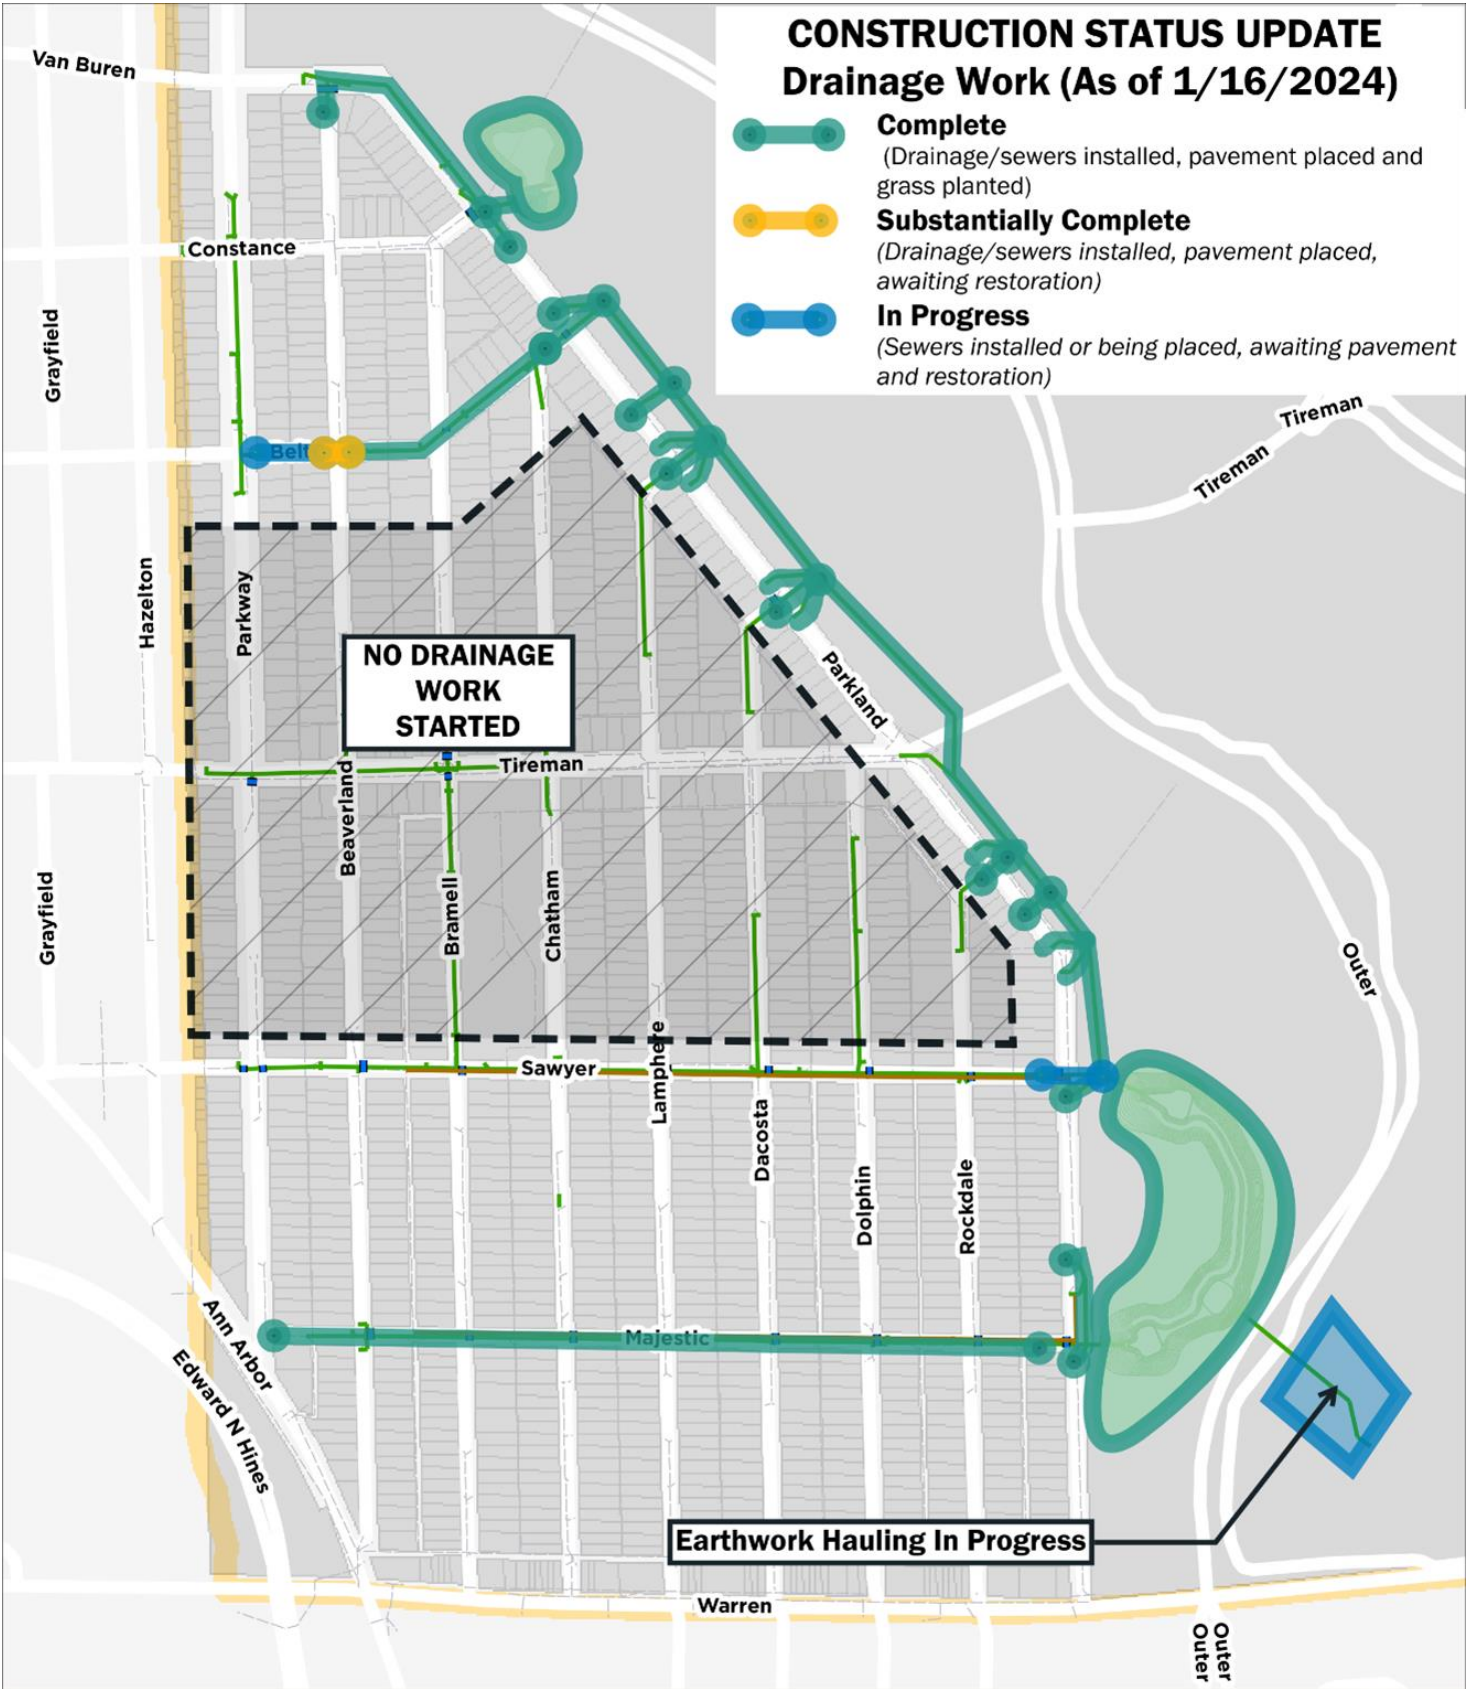 CONSTRUCTION STATUS UPDATE
Drainage Work (As of 1/16/2024)
Complete
(Drainage/sewers installed, pavement placed and
grass planted)
Substantially Complete
(Drainage/sewers installed, pavement placed,
awaiting restoration)
In Progress
(Sewers installed or being placed, awaiting pavement
and restoration)
Van Buren
Constance
Grayfield
Tireman
Tireman
Belt
Hazelton
Parkway
NO DRAINAGE
WORK
STARTED
Parkland
Tireman
Beaverland
Bramell
Chatham
Grayfield
Outer
Lamphere
Sawyer
Dacosta
Dolphin
Rockdale
Majestic
Ann Arbor
Edward N Hines
Earthwork Hauling In Progress
Warren
Outer
Outer